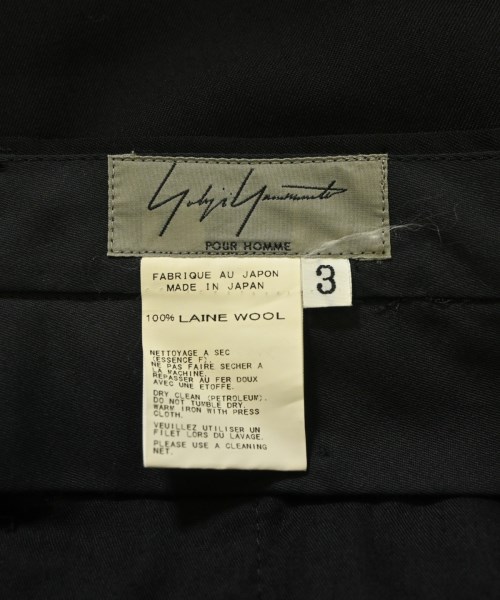 Yohji Yamamoto
POUR HOMME
FABRIQUE AU JAPON
MADE IN JAPAN
3
100% LAINE WOOL
NETTOYAGE A SEC
(ESSENCE F).
NE PAS FAIRE SECHER A
LA MACHINE.
REPASSER AU FER DOUX
AVEC UNE ETOFFE.
DRY CLEAN (PETROLEUM).
DO NOT TUMBLE DRY.
WARM IRON WITH PRESS
CLOTH.
VEUILLEZ UTILISER UN
FILET LORS DU LAVAGE.
PLEASE USE A CLEANING
NET.